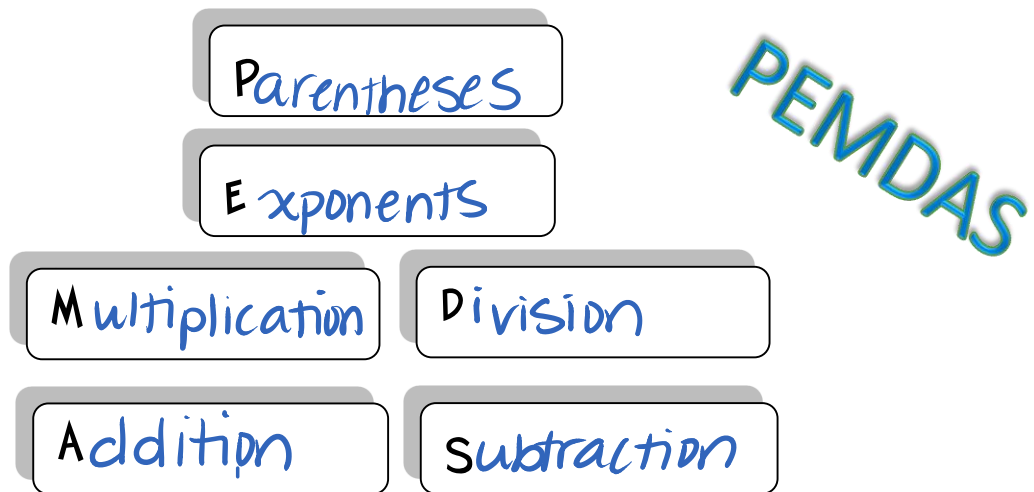 Parentheses
PEMDAS
Exponents
Multiplication Division
Addition Subtraction